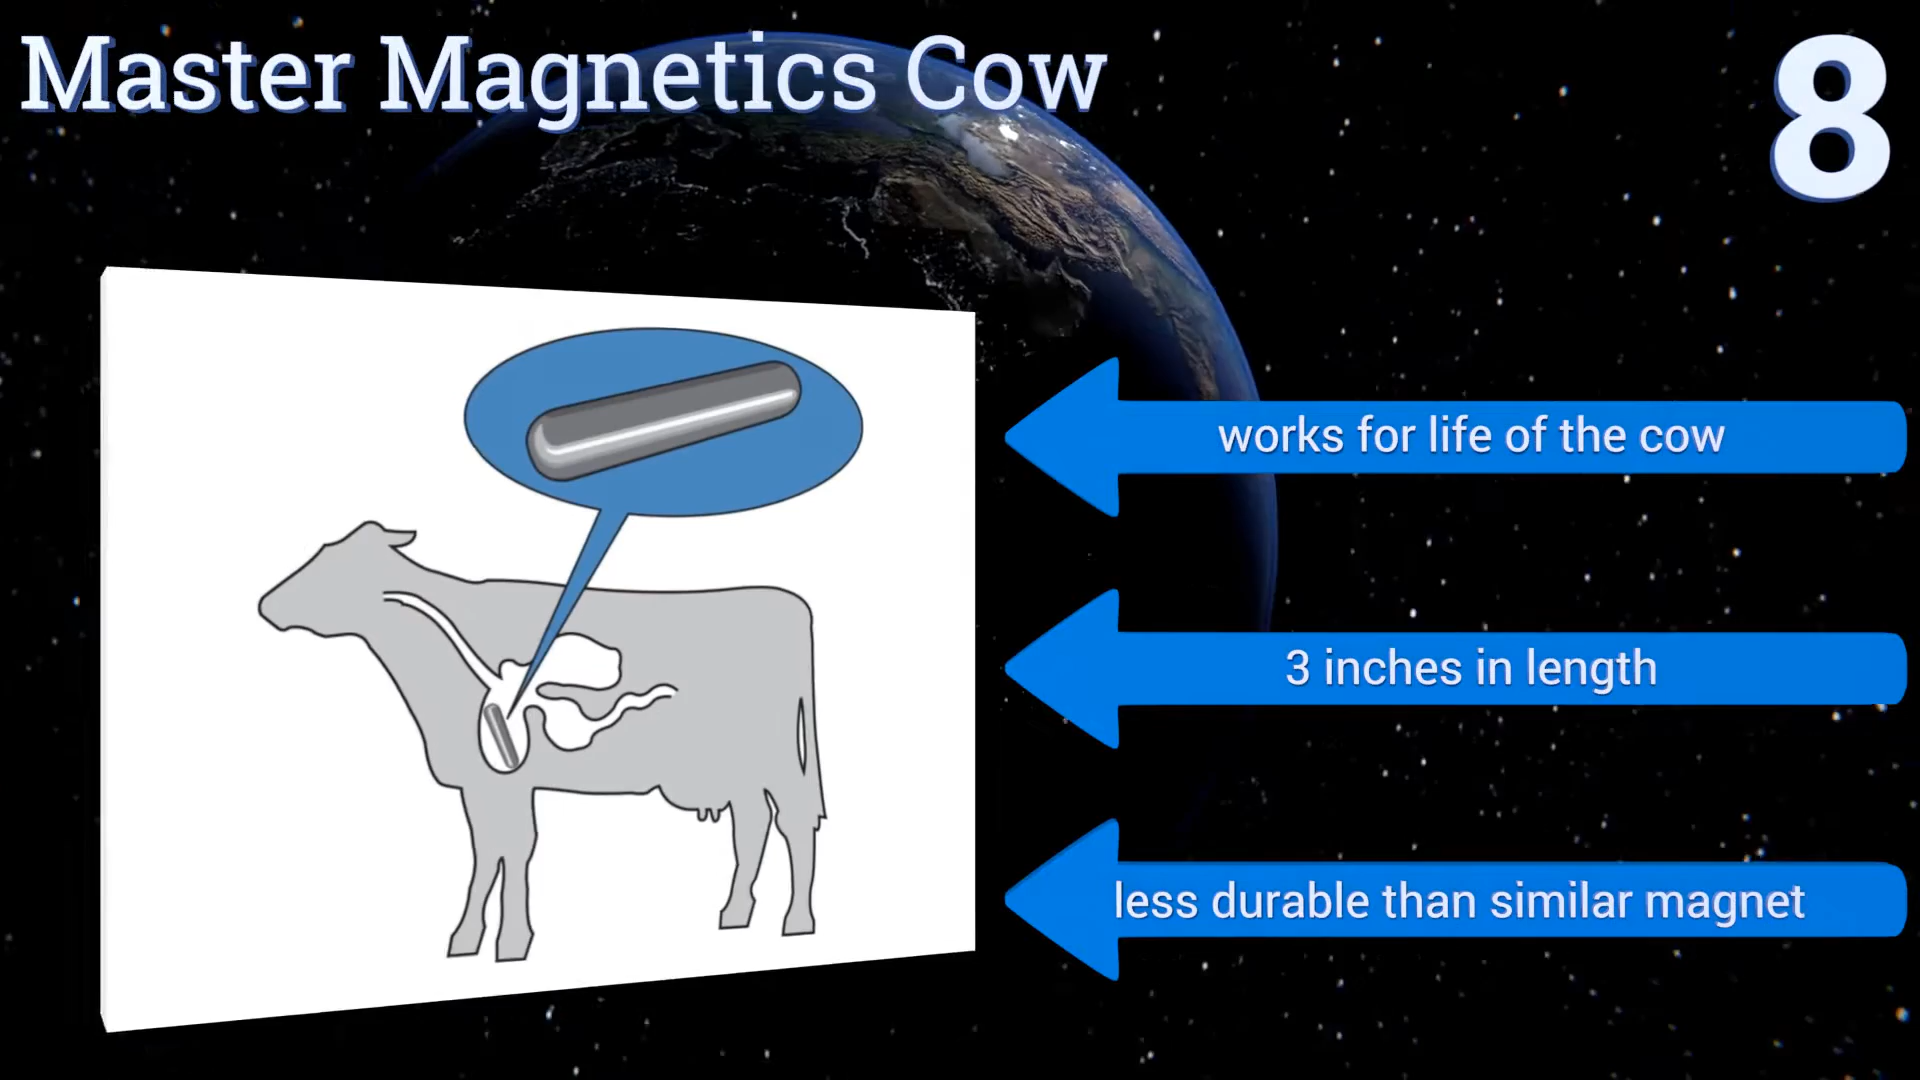 Master Magnetics Cow
8
works for life of the cow
3 inches in length
less durable than similar magnet